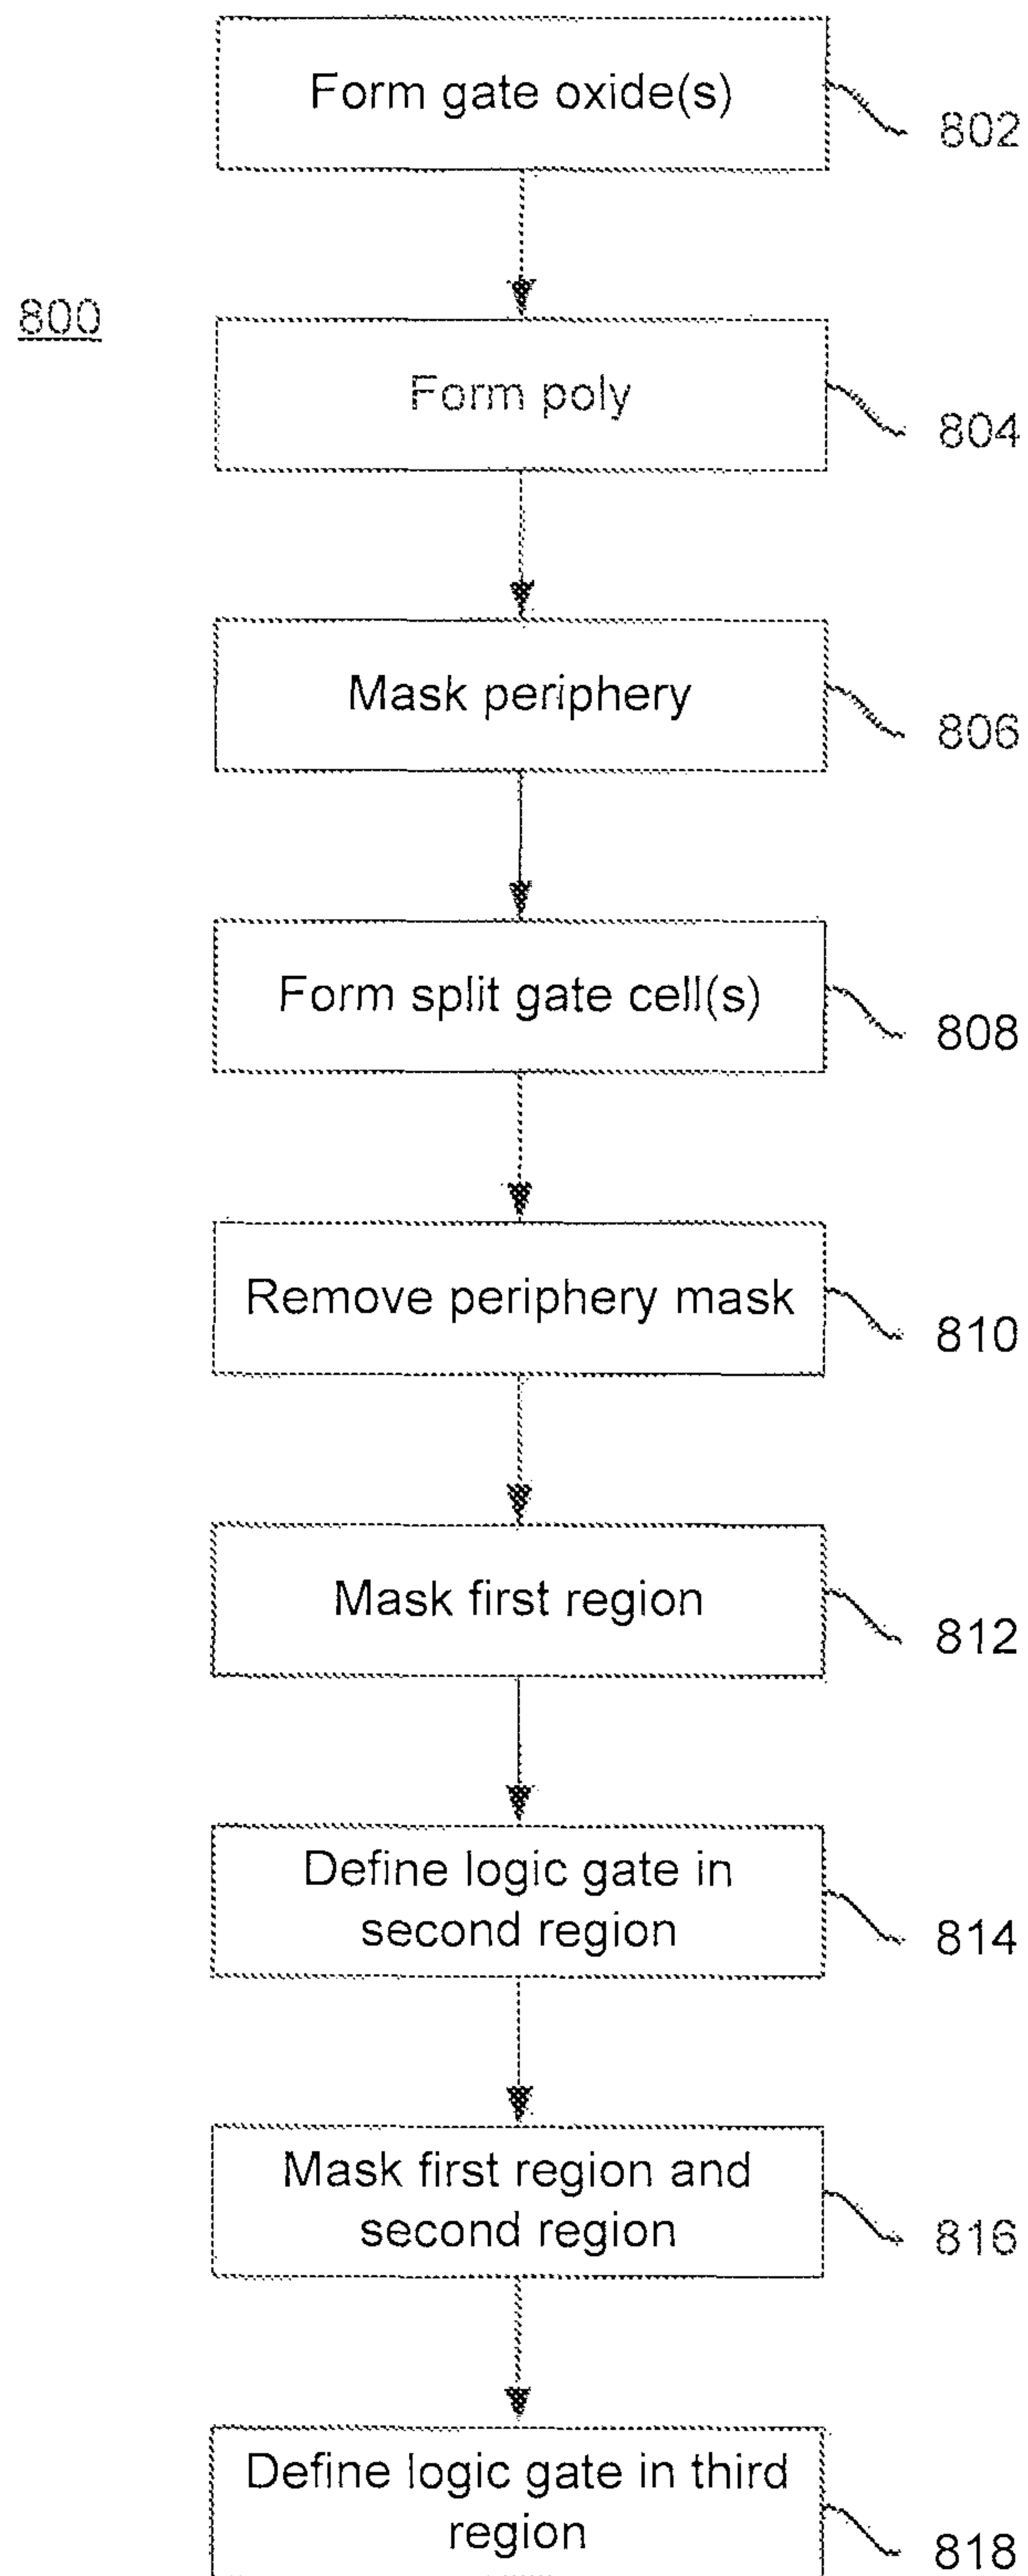 Form gate oxide(s)
802
800
Form poly
804
Mask periphery
806
Form split gate cell(s)
808
Remove periphery mask
810
Mask first region
812
Define logic gate in
second region
814
Mask first region and
second region
816
Define logic gate in third
region
818